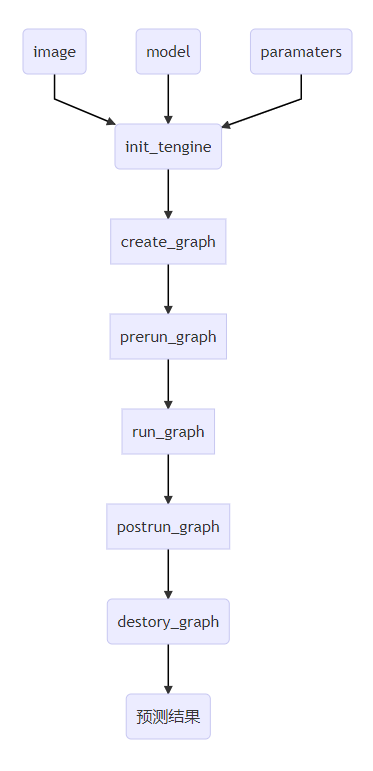 image
model
paramaters
init_tengine
create_graph
prerun_graph
run_graph
postrun_graph
destory_graph
预测结果